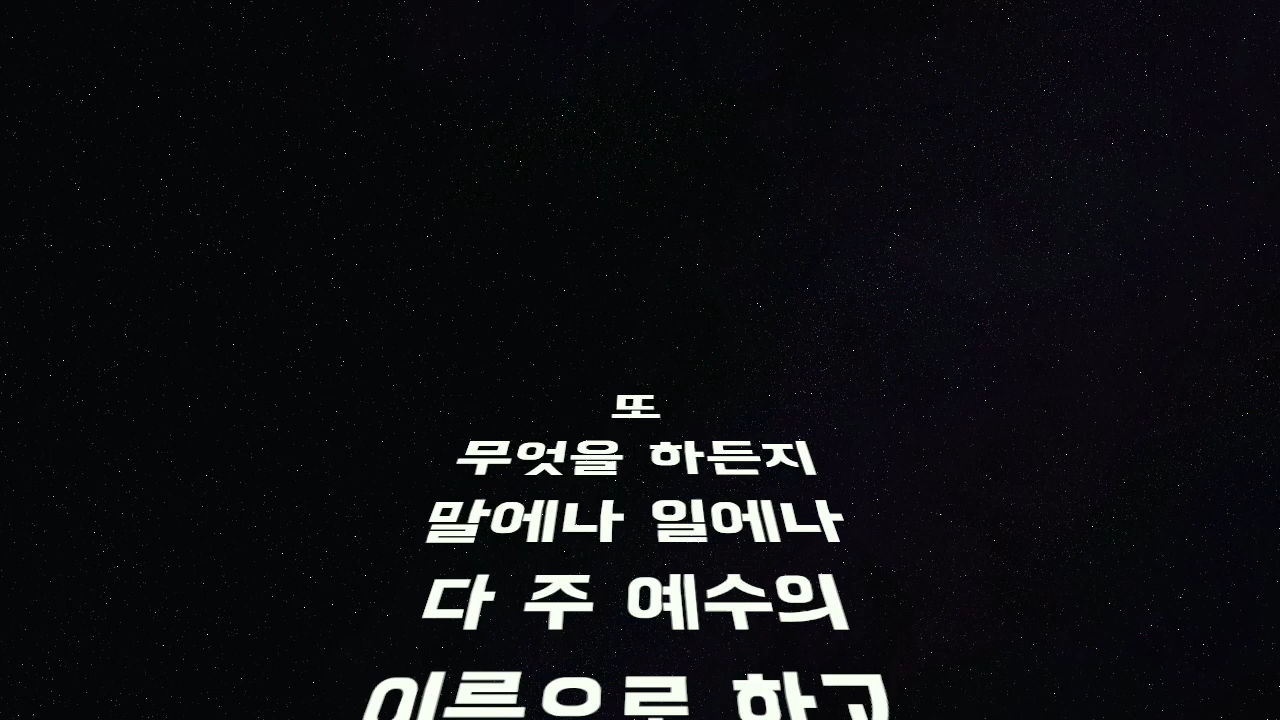 또
무엇을 하든지
말에나 일에나
다 주 예수의
이름으로 하고